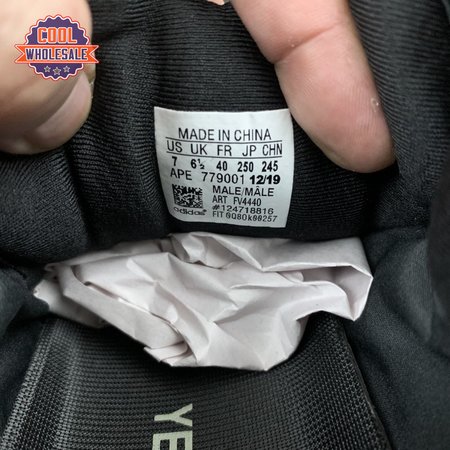 COOL
WHOLESALE
MADE IN CHINA
US UK FR JP CHN
7 6½ 40 250 245
APE 779001 12/19
MALE/MÂLE
ART FV4440
#124718816
adidas® FIT 0Q8Ok00257
YE